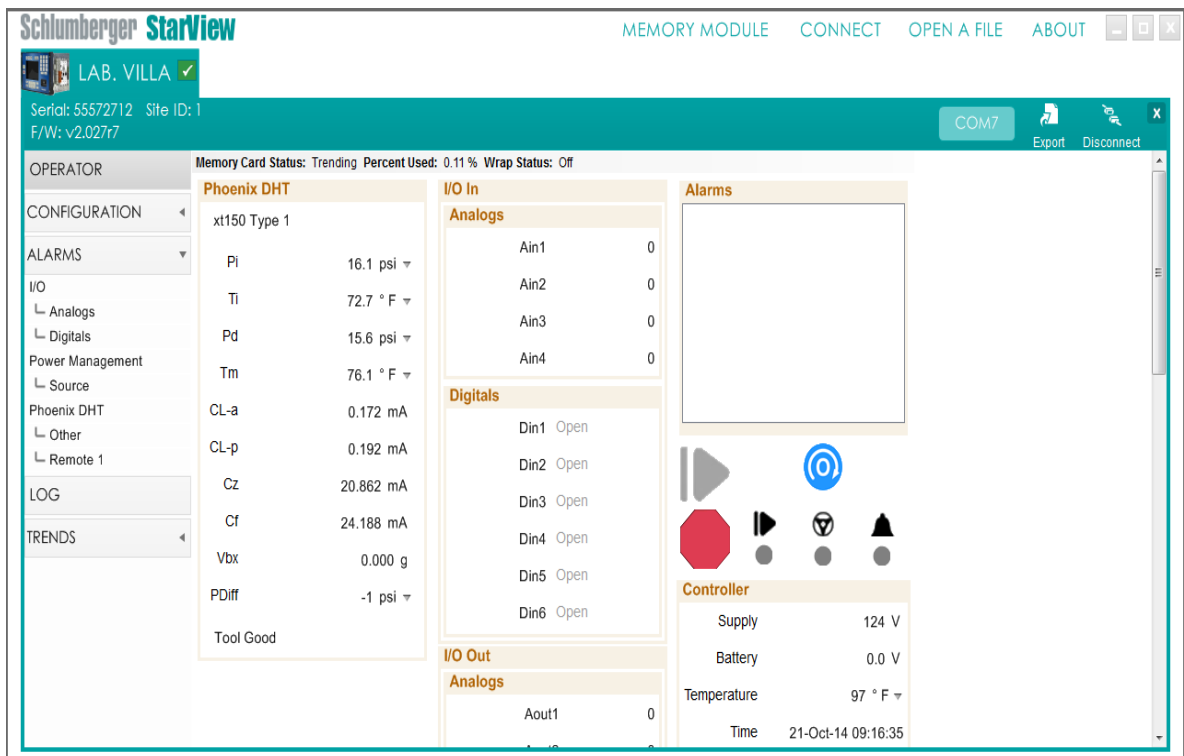 Schlumberger StarView
MEMORY MODULE CONNECT OPEN A FILE ABOUT
LAB. VILLA
Serial: 55572712 Site ID: 1
F/W: v2.027r7
COM7
Export Disconnect
OPERATOR
CONFIGURATION
ALARMS
I/O
Analogs
Digitals
Power Management
Source
Phoenix DHT
Other
Remote 1
LOG
TRENDS
Memory Card Status: Trending Percent Used: 0.11 % Wrap Status: Off
Phoenix DHT
xt150 Type 1
Pi 16.1 psi
Ti 72.7 ° F
Pd 15.6 psi
Tm 76.1 ° F
CL-a 0.172 mA
CL-p 0.192 mA
Cz 20.862 mA
Cf 24.188 mA
Vbx 0.000 g
PDiff -1 psi
Tool Good
I/O In
Analogs
Ain1 0
Ain2 0
Ain3 0
Ain4 0
Digitals
Din1 Open
Din2 Open
Din3 Open
Din4 Open
Din5 Open
Din6 Open
I/O Out
Analogs
Aout1 0
Alarms
Controller
Supply 124 V
Battery 0.0 V
Temperature 97 ° F
Time 21-Oct-14 09:16:35